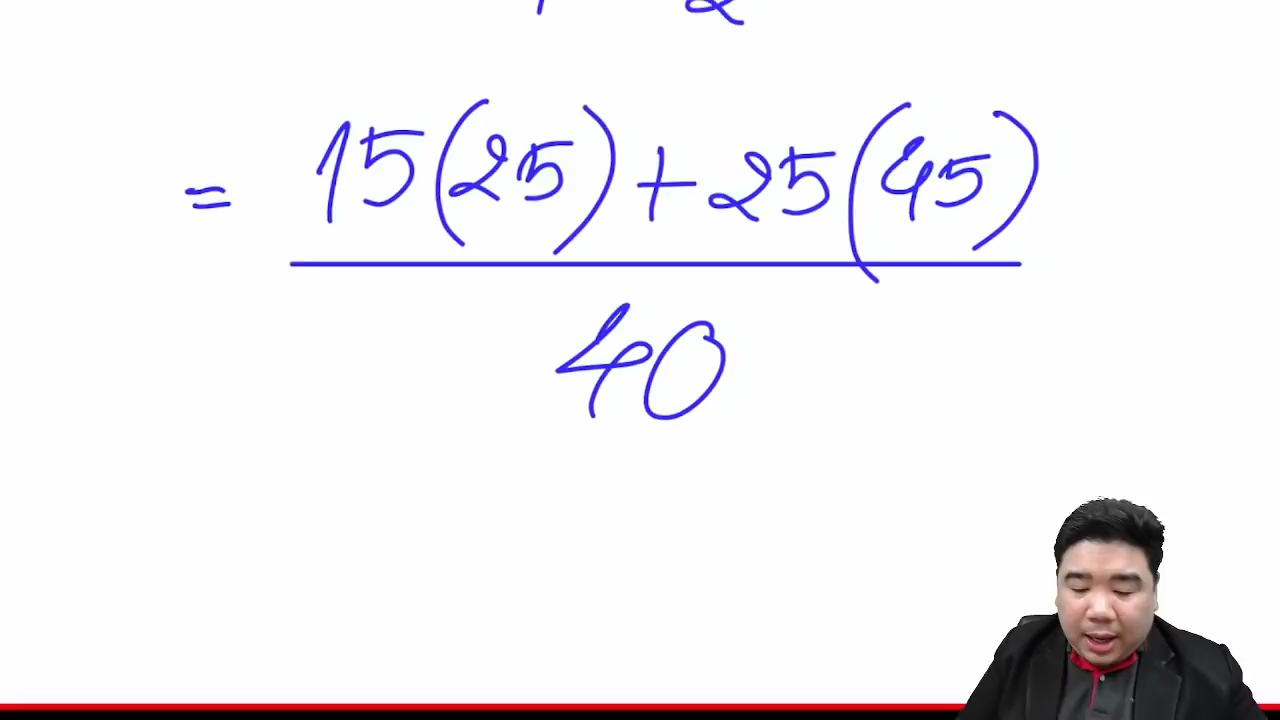 = 15(25) + 25(45)
40